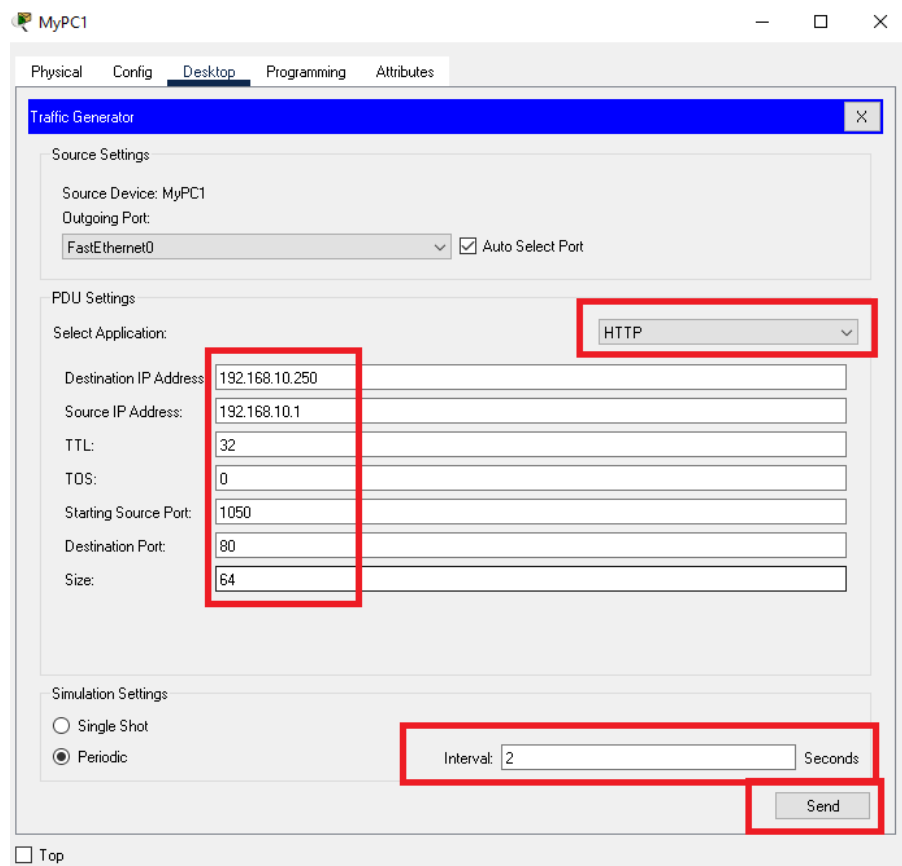 MyPC1
Physical Config Desktop Programming Attributes
Traffic Generator X
Source Settings
Source Device: MyPC1
Outgoing Port:
FastEthernet0 Auto Select Port
PDU Settings
Select Application: HTTP
Destination IP Address 192.168.10.250
Source IP Address: 192.168.10.1
TTL: 32
TOS: 0
Starting Source Port: 1050
Destination Port: 80
Size: 64
Simulation Settings
Single Shot
Periodic Interval: 2 Seconds
Send
Top